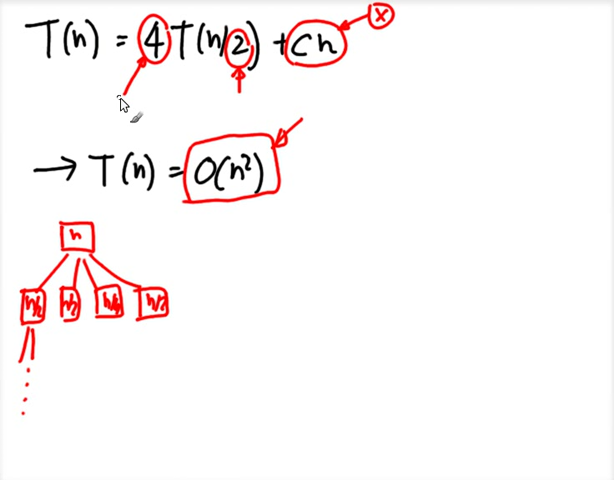 T(n) = 4T(n/2) + cn
x
→ T(n) = O(n²)
n
n/2 n/2 n/2 n/2